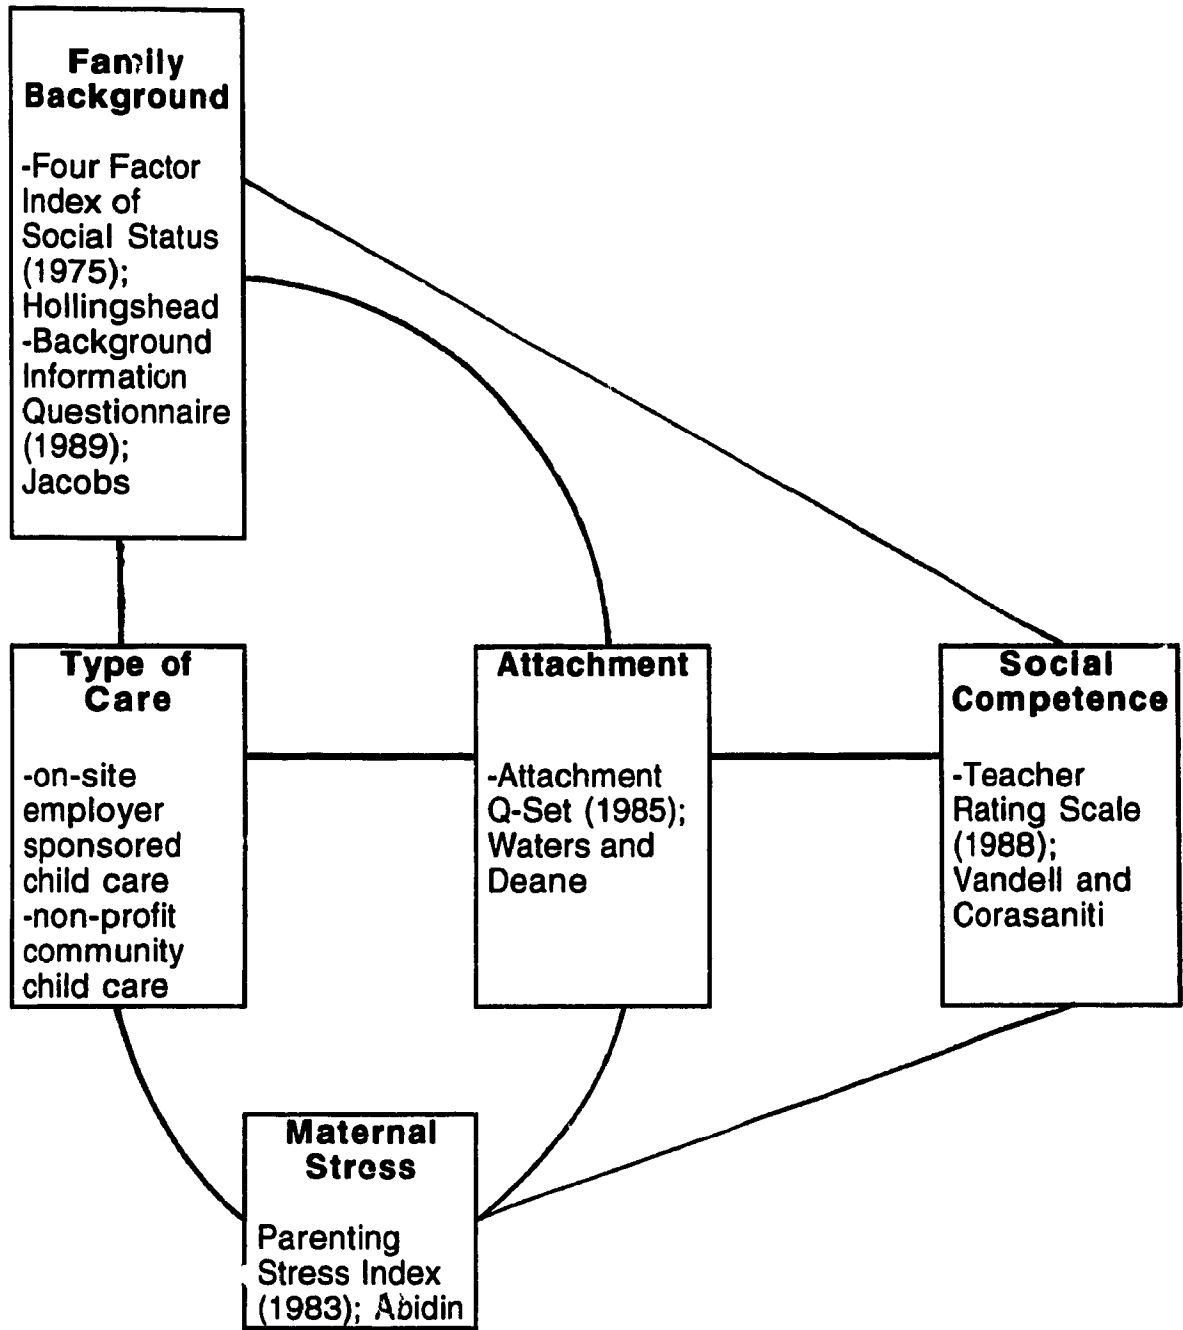 Family
Background
-Four Factor
Index of
Social Status
(1975);
Hollingshead
-Background
Information
Questionnaire
(1989);
Jacobs
Type of
Care
-on-site
employer
sponsored
child care
-non-profit
community
child care
Attachment
-Attachment
Q-Set (1985);
Waters and
Deane
Social
Competence
-Teacher
Rating Scale
(1988);
Vandell and
Corasaniti
Maternal
Stress
Parenting
Stress Index
(1983); Abidin